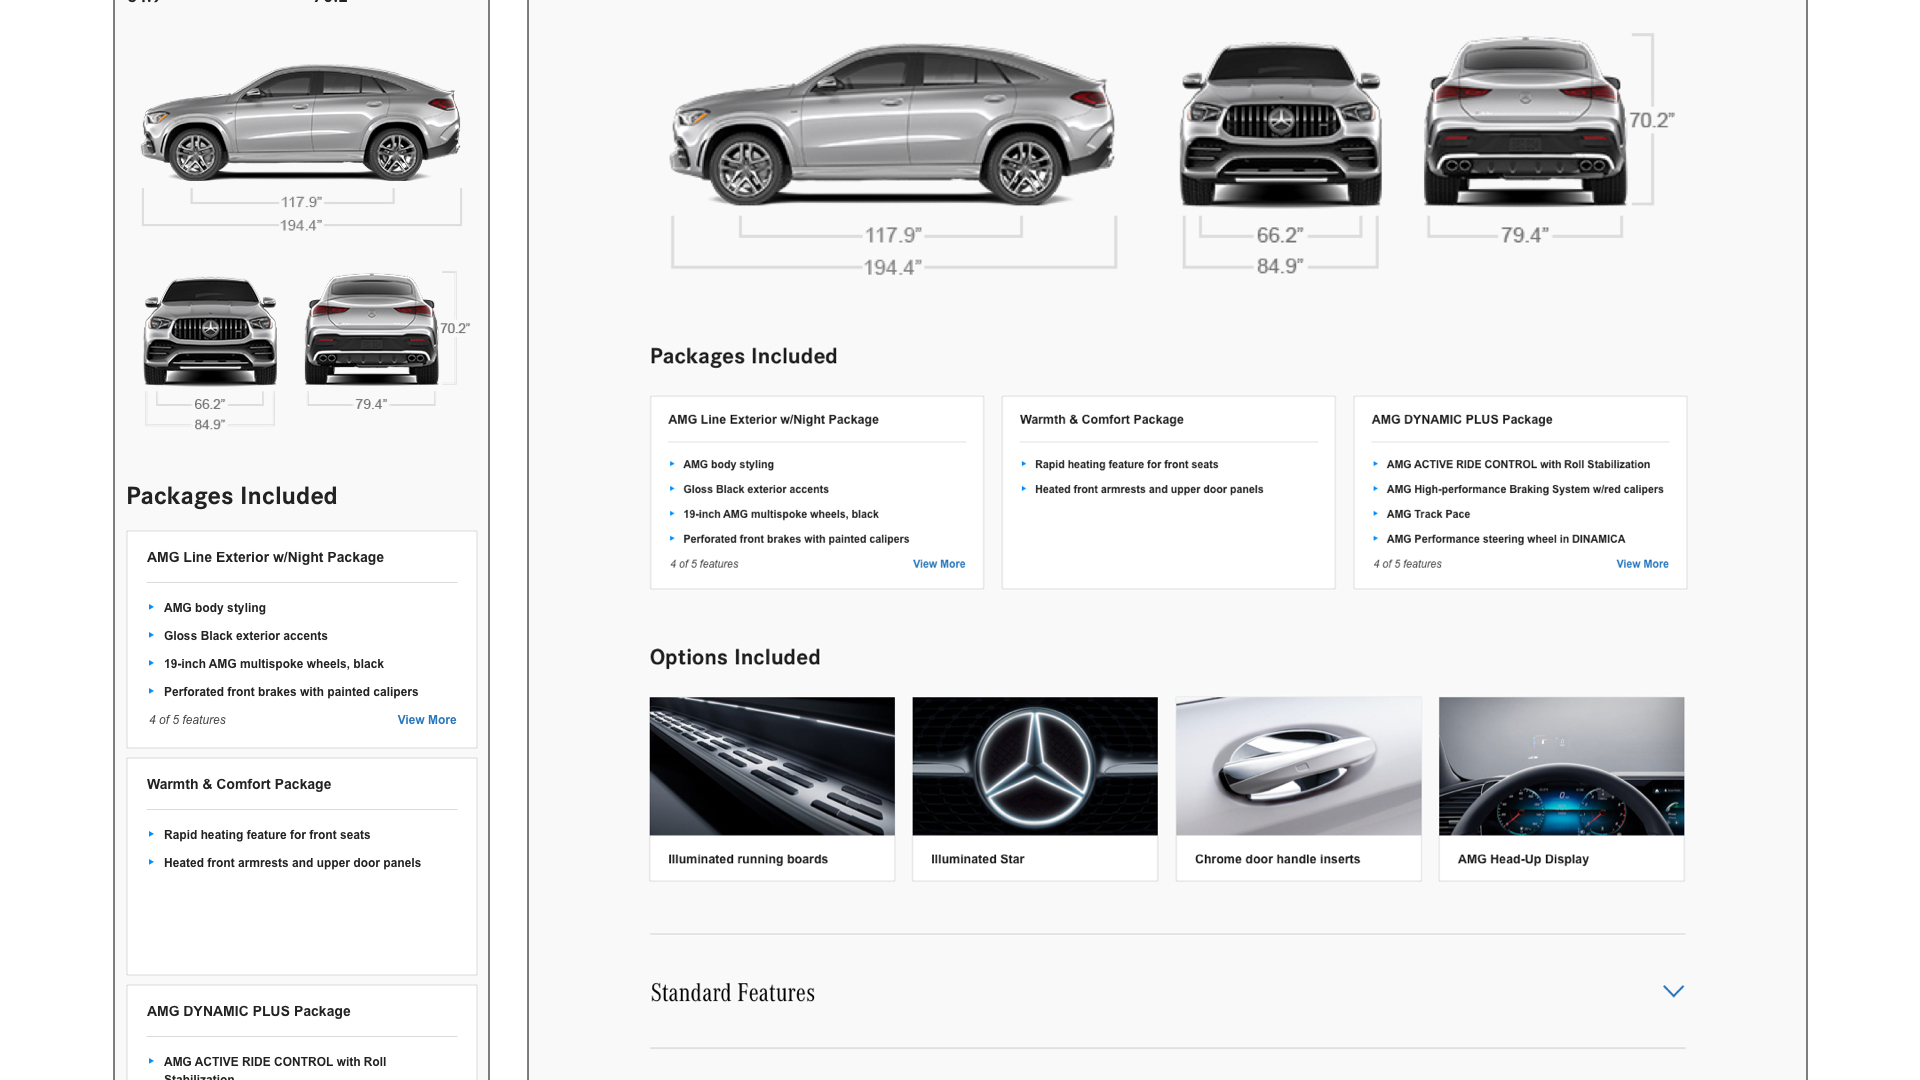 117.9”
194.4”
66.2”
84.9”
79.4”
70.2”
Packages Included
AMG Line Exterior w/Night Package
AMG body styling
Gloss Black exterior accents
19-inch AMG multispoke wheels, black
Perforated front brakes with painted calipers
4 of 5 features
View More
Warmth & Comfort Package
Rapid heating feature for front seats
Heated front armrests and upper door panels
AMG DYNAMIC PLUS Package
AMG ACTIVE RIDE CONTROL with Roll
Stabilization
117.9”
194.4”
66.2”
84.9”
79.4”
70.2”
Packages Included
AMG Line Exterior w/Night Package
AMG body styling
Gloss Black exterior accents
19-inch AMG multispoke wheels, black
Perforated front brakes with painted calipers
4 of 5 features
View More
Warmth & Comfort Package
Rapid heating feature for front seats
Heated front armrests and upper door panels
AMG DYNAMIC PLUS Package
AMG ACTIVE RIDE CONTROL with Roll Stabilization
AMG High-performance Braking System w/red calipers
AMG Track Pace
AMG Performance steering wheel in DINAMICA
4 of 5 features
View More
Options Included
Illuminated running boards
Illuminated Star
Chrome door handle inserts
AMG Head-Up Display
Standard Features